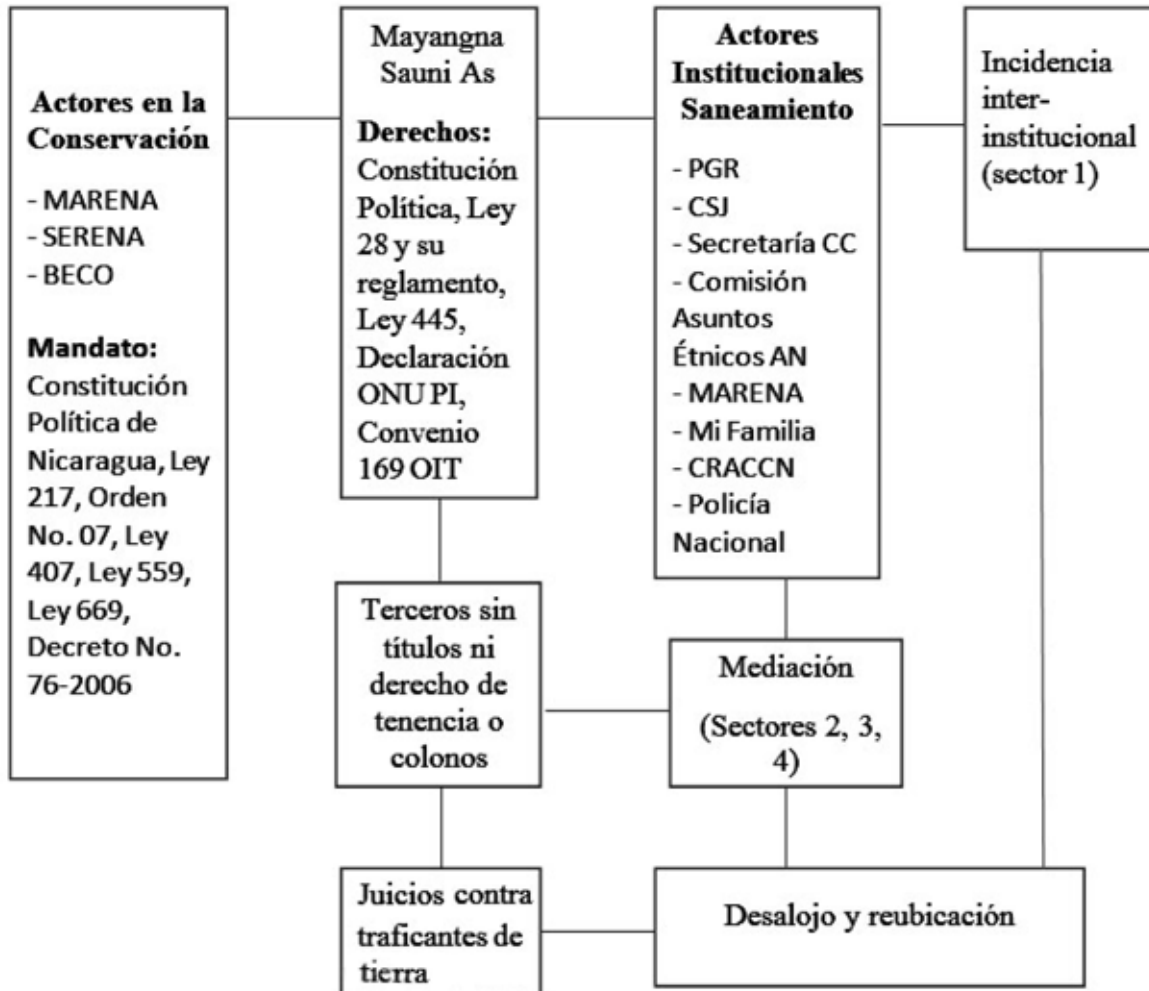 Actores en la
Conservación
- MARENA
- SERENA
- BECO
Mandato:
Constitución
Política de
Nicaragua, Ley
217, Orden
No. 07, Ley
407, Ley 559,
Ley 669,
Decreto No.
76-2006
Mayangna
Sauni As
Derechos:
Constitución
Política, Ley
28 y su
reglamento,
Ley 445,
Declaración
ONU PI,
Convenio
169 OIT
Actores
Institucionales
Saneamiento
- PGR
- CSJ
- Secretaría CC
- Comisión
Asuntos
Étnicos AN
- MARENA
- Mi Familia
- CRACCN
- Policía
Nacional
Incidencia
inter-
institucional
(sector 1)
Terceros sin
títulos ni
derecho de
tenencia o
colonos
Mediación
(Sectores 2, 3,
4)
Juicios contra
traficantes de
tierra
Desalojo y reubicación